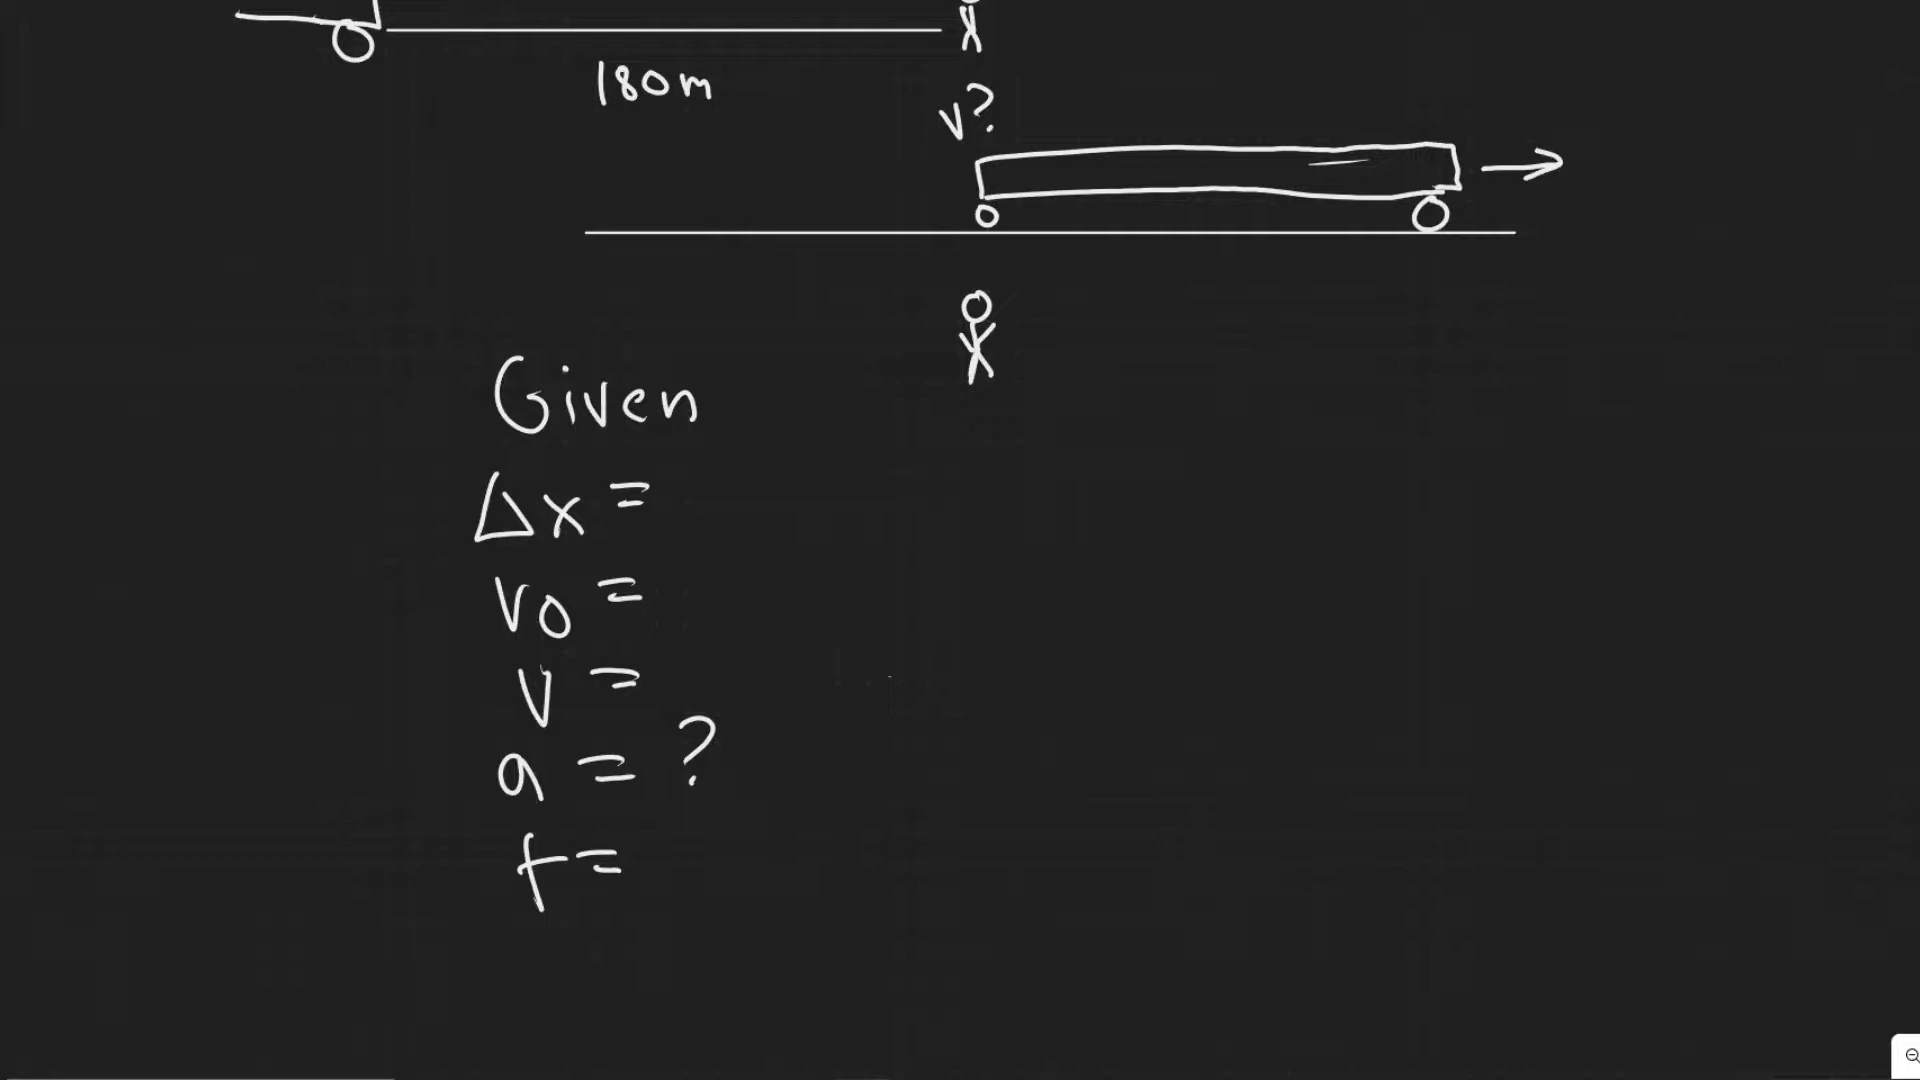 180m
v?
Given
Δx =
v0 =
v =
a = ?
t =